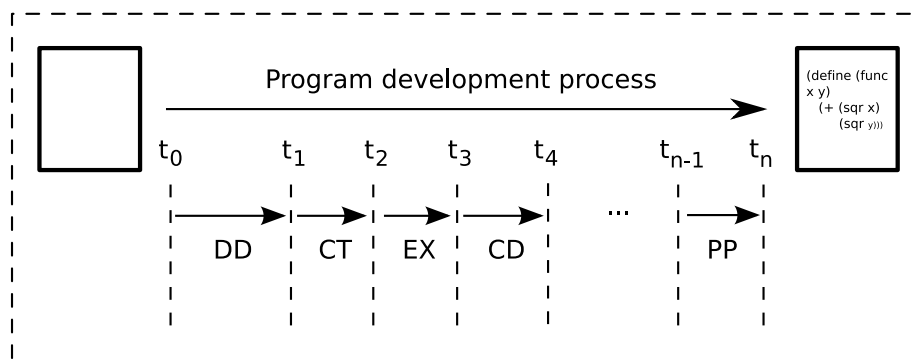 Program development process
(define (func
x y)
(+ (sqr x)
(sqr y)))
t0 t1 t2 t3 t4 tn-1 tn
DD CT EX CD ... PP